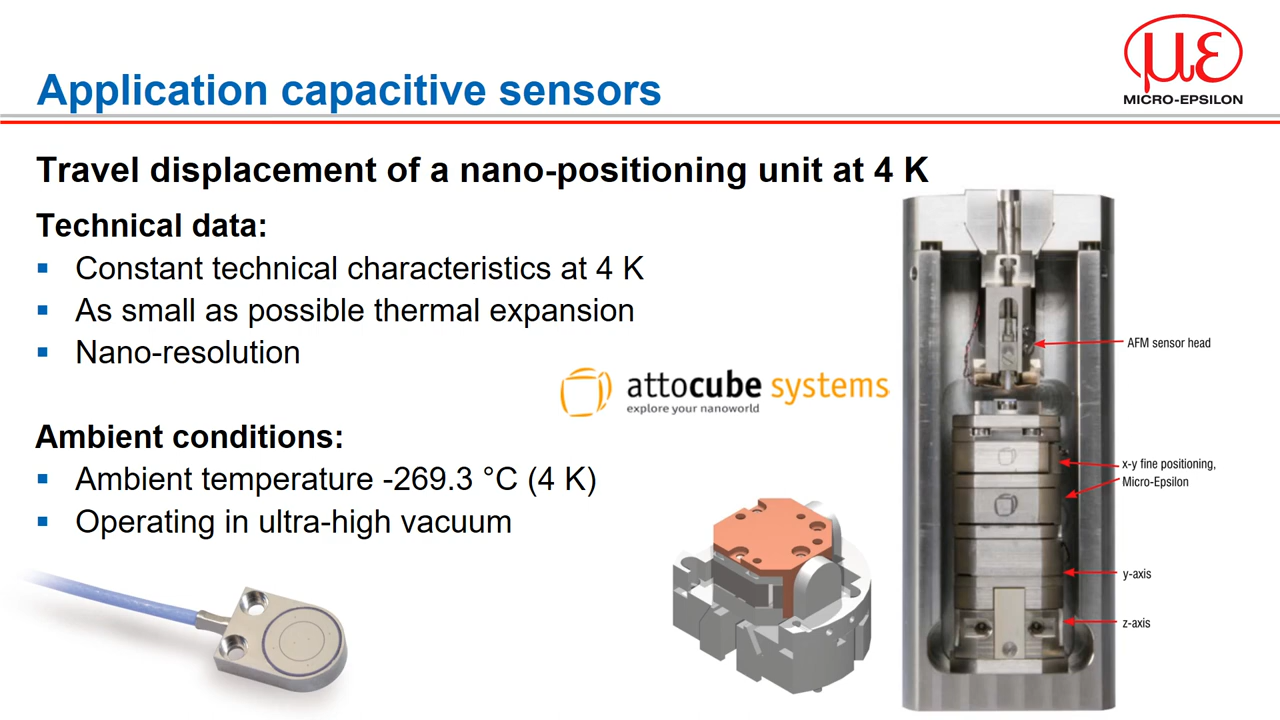 Application capacitive sensors
με
MICRO-EPSILON
Travel displacement of a nano-positioning unit at 4 K
Technical data:
▪ Constant technical characteristics at 4 K
▪ As small as possible thermal expansion
▪ Nano-resolution
attocube systems
explore your nanoworld
Ambient conditions:
▪ Ambient temperature -269.3 °C (4 K)
▪ Operating in ultra-high vacuum
AFM sensor head
x-y fine positioning,
Micro-Epsilon
y-axis
z-axis